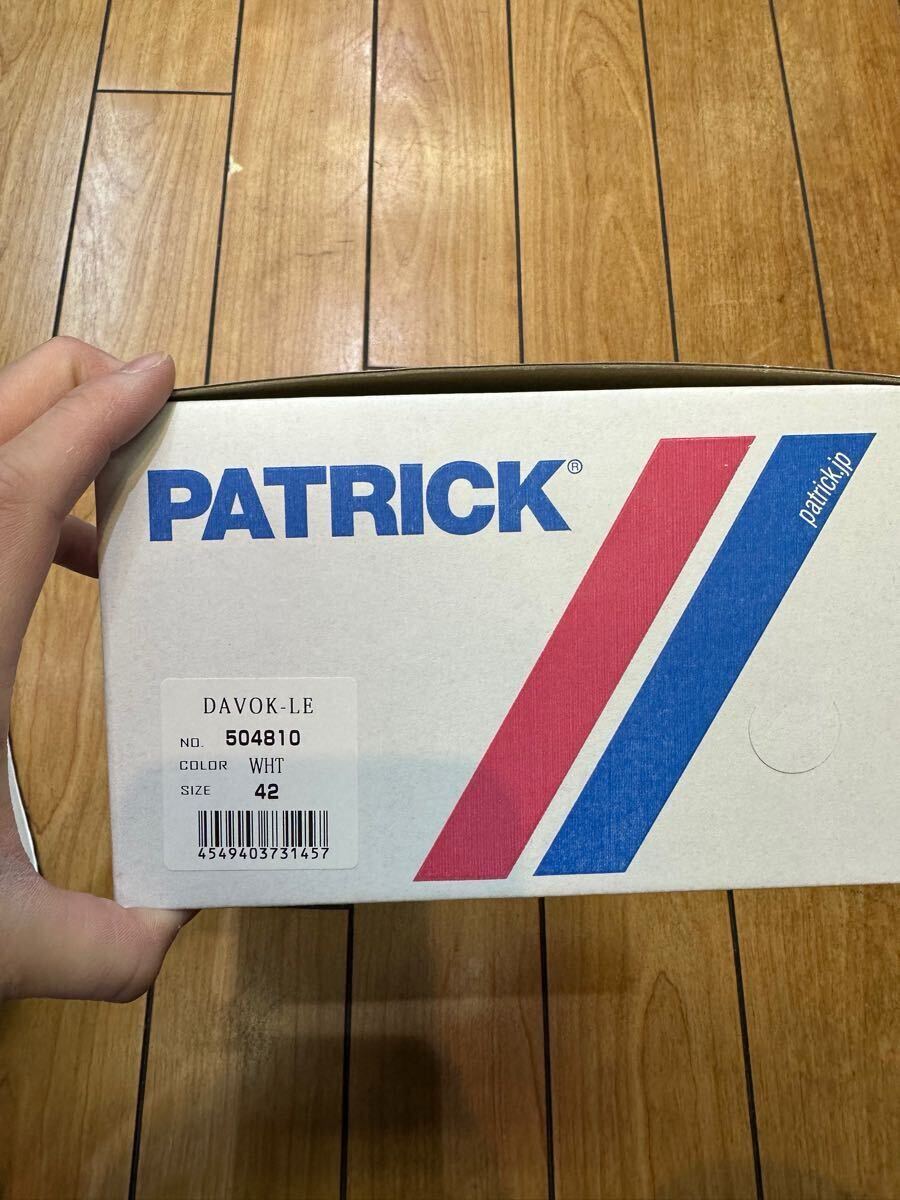 PATRICK®
patrick.jp
DAVOK-LE
NO. 504810
COLOR WHT
SIZE 42
4549403731457